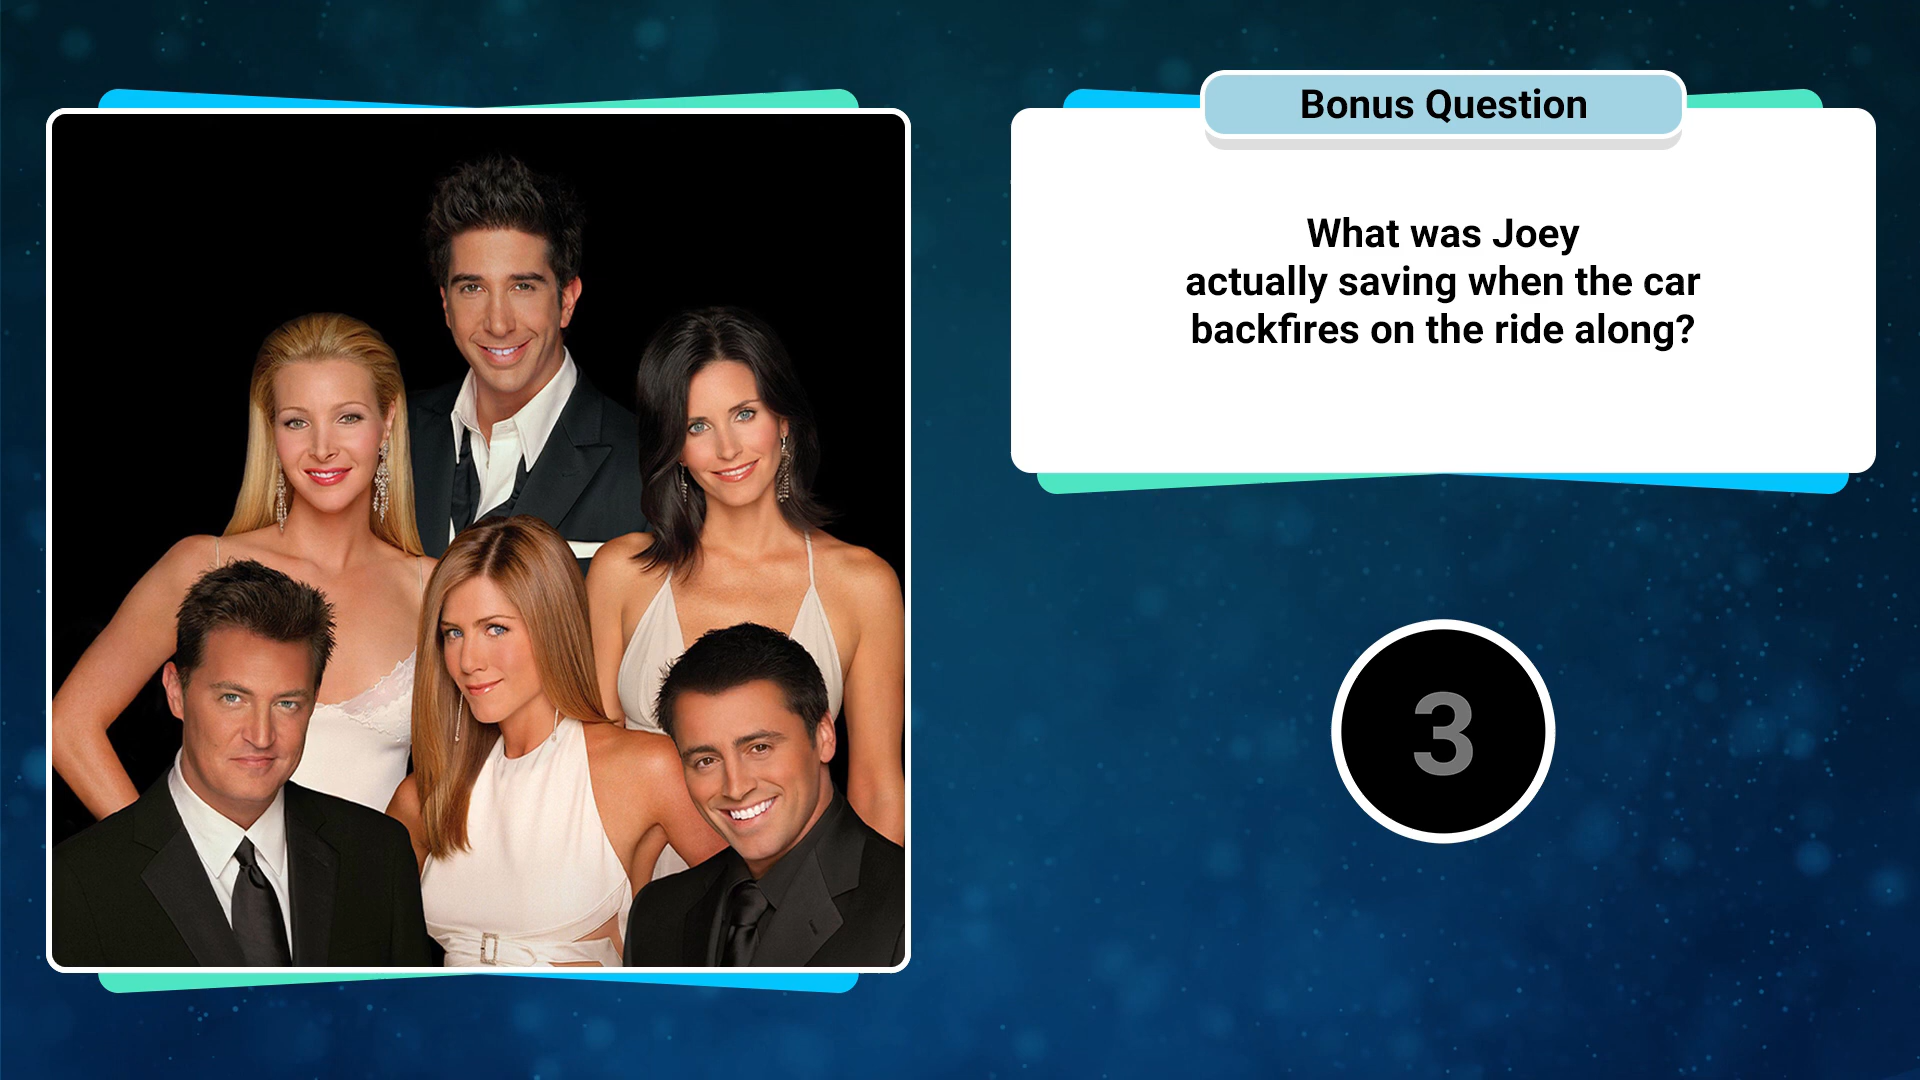 Bonus Question
What was Joey
actually saving when the car
backfires on the ride along?
3